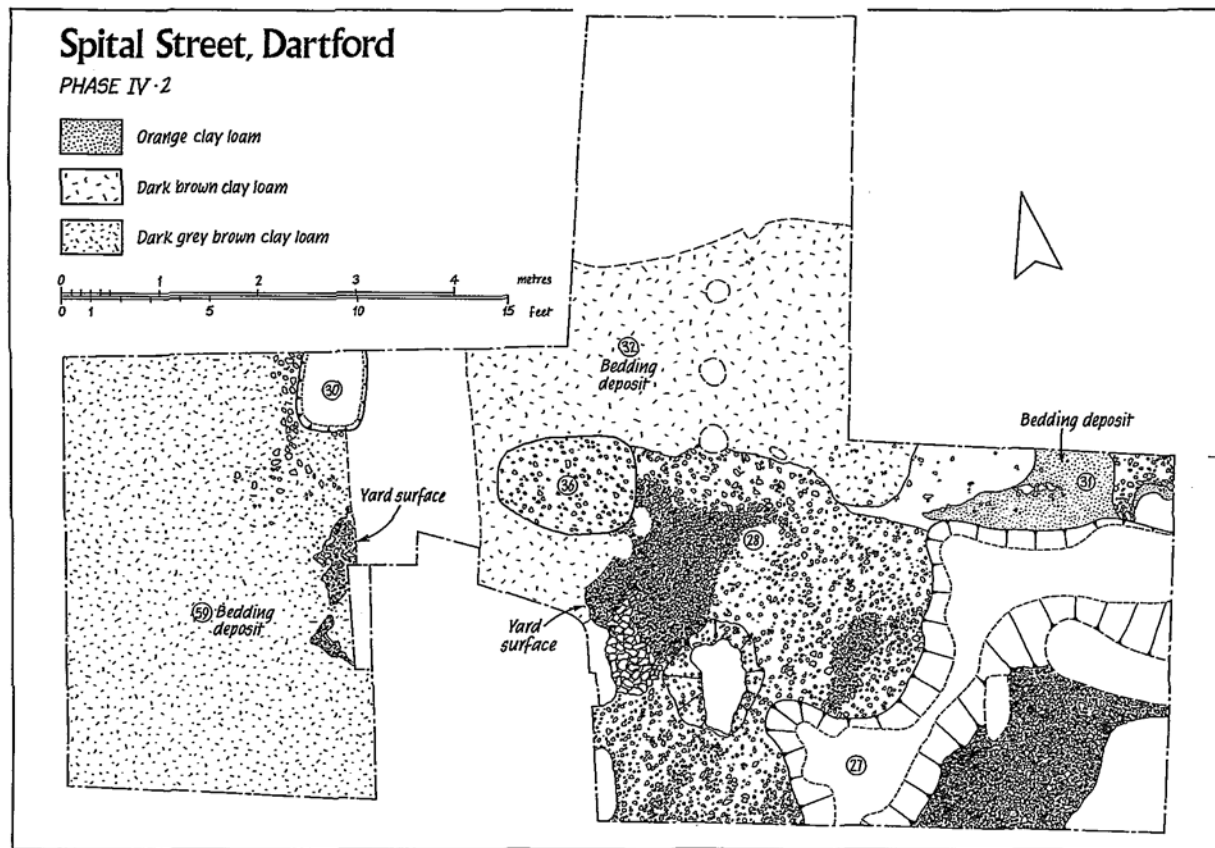 Spital Street, Dartford
PHASE IV·2
Orange clay loam
Dark brown clay loam
Dark grey brown clay loam
0 1 2 3 4 metres
0 1 5 10 15 feet
30
32
Bedding
deposit
Bedding deposit
31
36
Yard surface
28
59 Bedding
deposit
Yard
surface
27